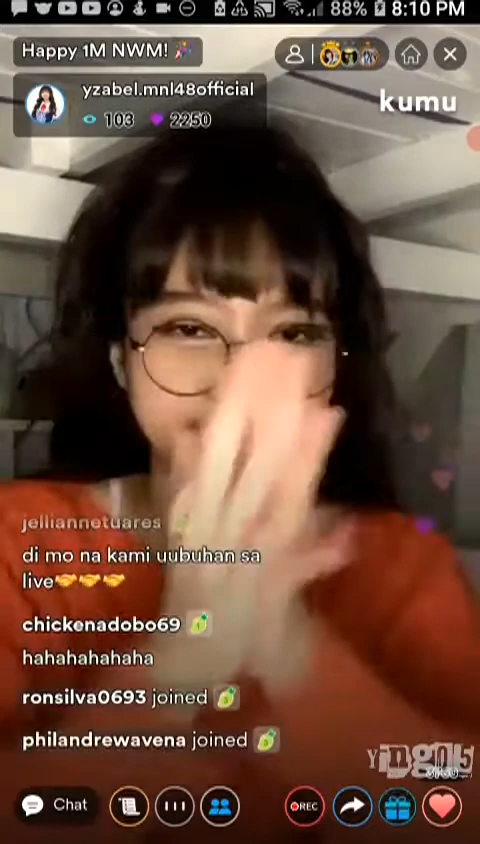 88% 8:10 PM
Happy 1M NWM! 🎉
yzabel.mnl48official
103 2250
kumu
jelliannetuares
di mo na kami uubuhan sa
live🤝🤝🤝
chickenadobo69
hahahahahaha
ronsilva0693 joined
philandrewavena joined
Ying05
Chat
REC